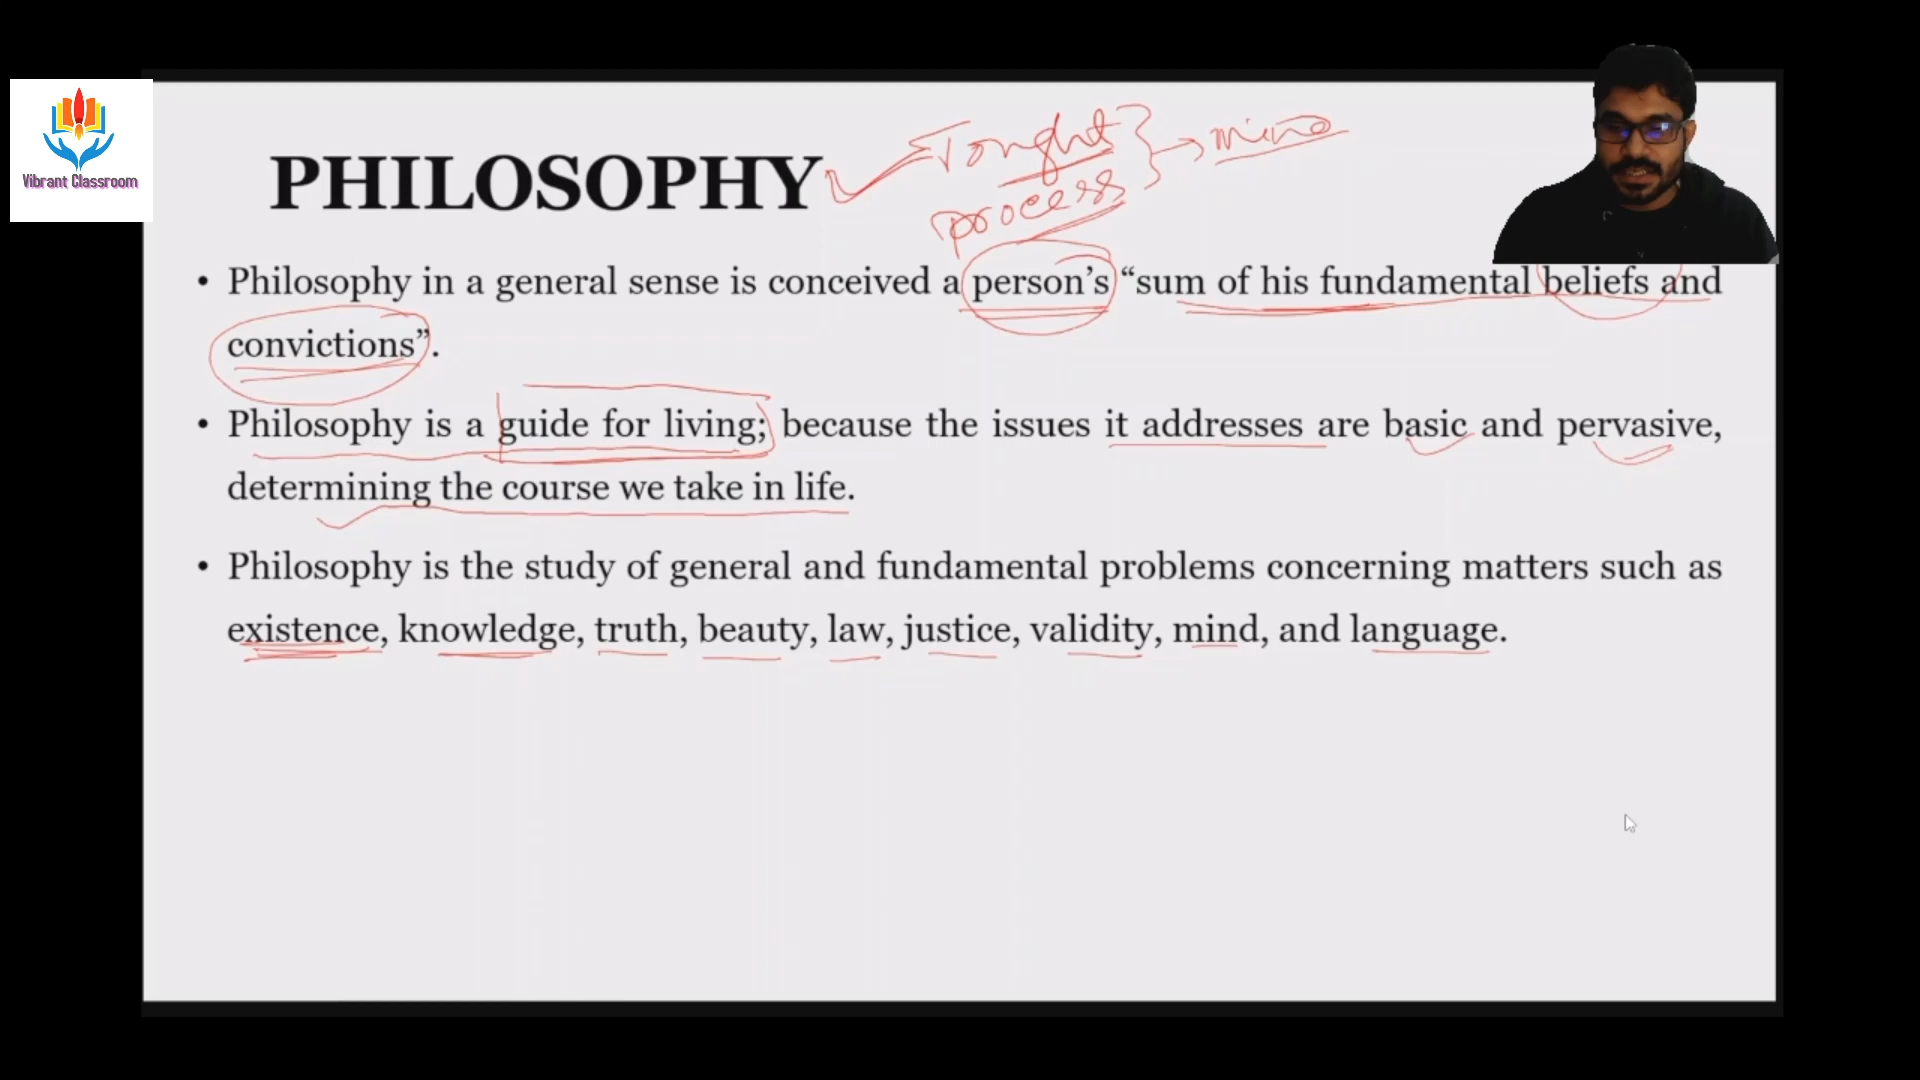 Vibrant Classroom
PHILOSOPHY
Tonght
process
mind
• Philosophy in a general sense is conceived a person's “sum of his fundamental beliefs and
convictions”.
• Philosophy is a guide for living; because the issues it addresses are basic and pervasive,
determining the course we take in life.
• Philosophy is the study of general and fundamental problems concerning matters such as
existence, knowledge, truth, beauty, law, justice, validity, mind, and language.